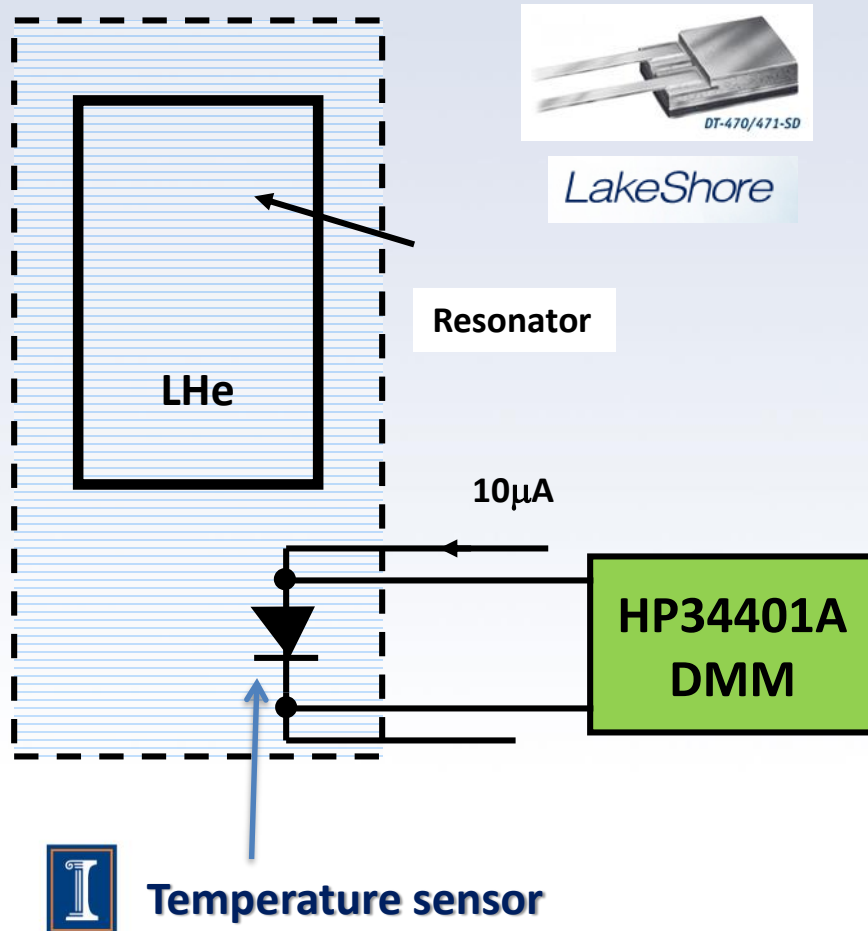 DT-470/471-SD
LakeShore
Resonator
LHe
10μA
HP34401A
DMM
I
Temperature sensor